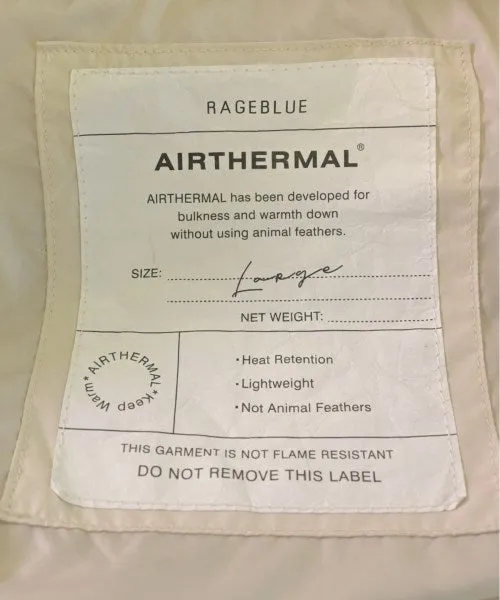 RAGEBLUE
AIRTHERMAL®
AIRTHERMAL has been developed for
bulkness and warmth down
without using animal feathers.
SIZE: Lauroge
NET WEIGHT:
*AIRTHERMAL*
Keep Warm
・Heat Retention
・Lightweight
・Not Animal Feathers
THIS GARMENT IS NOT FLAME RESISTANT
DO NOT REMOVE THIS LABEL